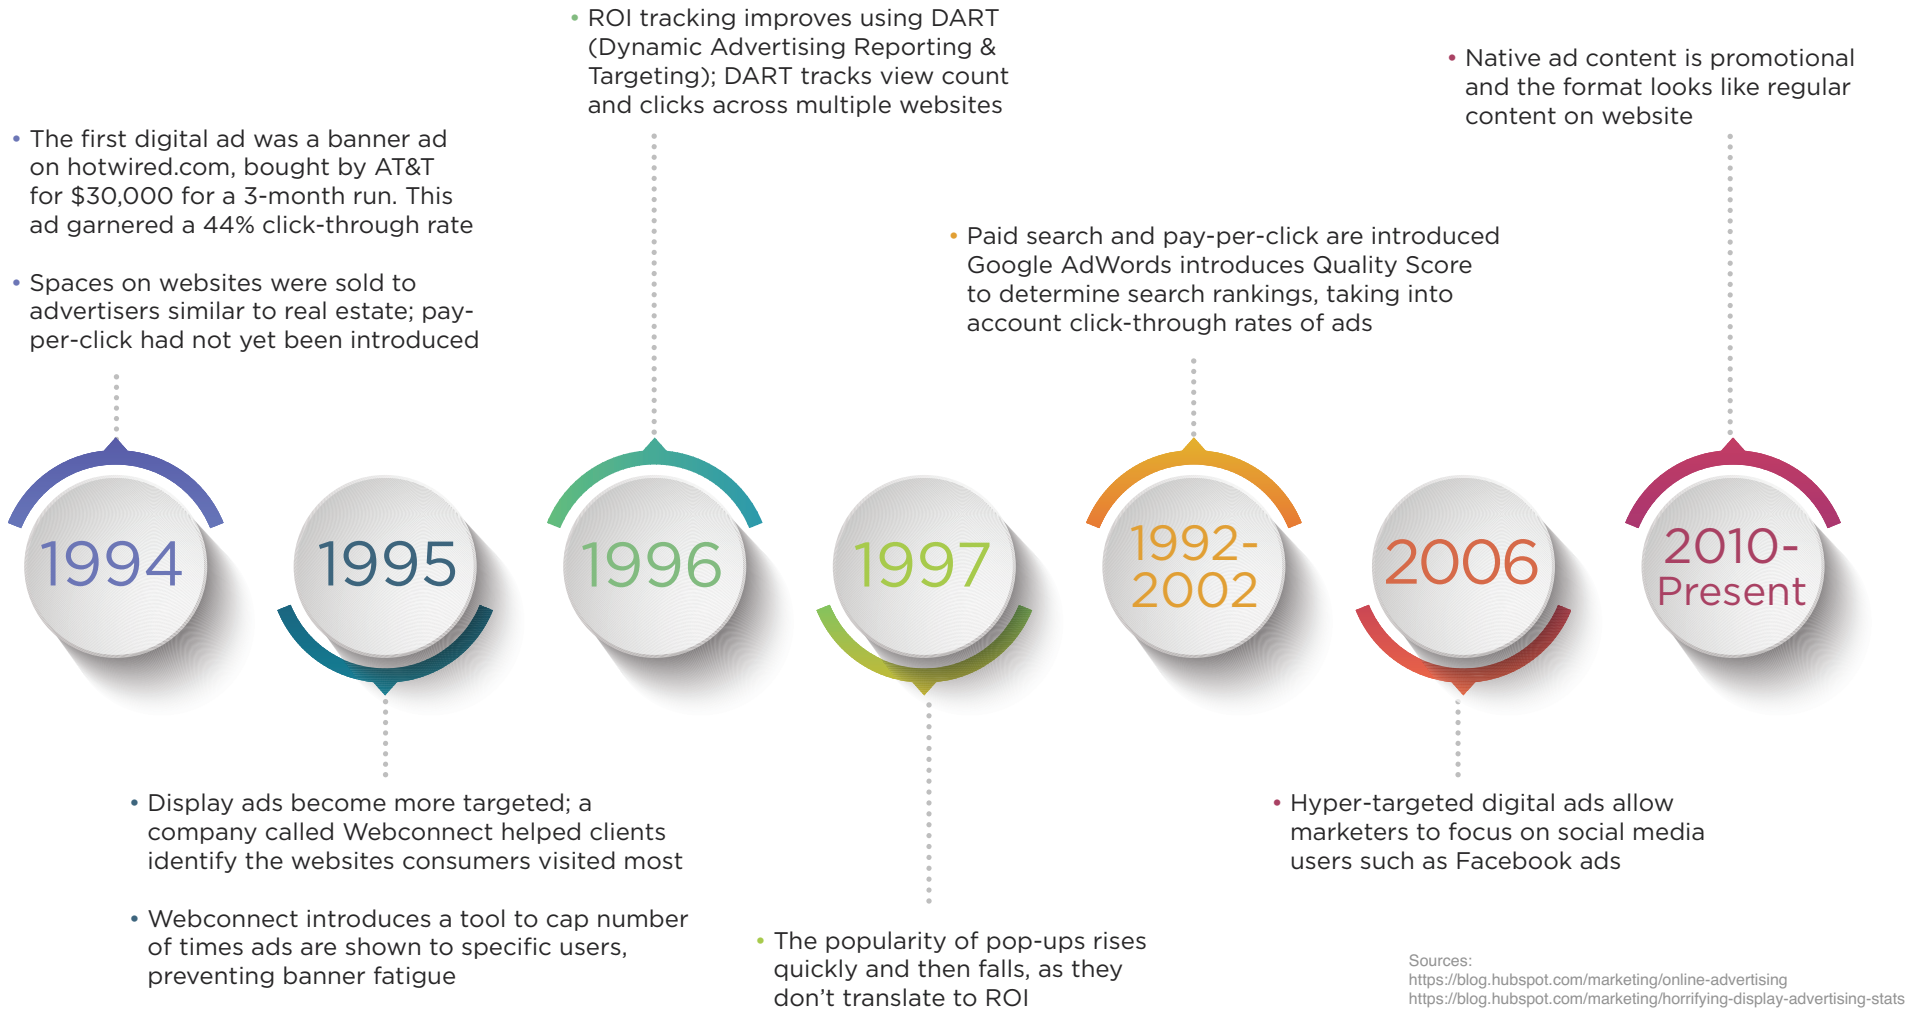 • The first digital ad was a banner ad
on hotwired.com, bought by AT&T
for $30,000 for a 3-month run. This
ad garnered a 44% click-through rate
• Spaces on websites were sold to
advertisers similar to real estate; pay-
per-click had not yet been introduced
1994
1995
• Display ads become more targeted; a
company called Webconnect helped clients
identify the websites consumers visited most
• Webconnect introduces a tool to cap number
of times ads are shown to specific users,
preventing banner fatigue
• ROI tracking improves using DART
(Dynamic Advertising Reporting &
Targeting); DART tracks view count
and clicks across multiple websites
1996
1997
• The popularity of pop-ups rises
quickly and then falls, as they
don’t translate to ROI
• Paid search and pay-per-click are introduced
Google AdWords introduces Quality Score
to determine search rankings, taking into
account click-through rates of ads
1992-
2002
2006
• Hyper-targeted digital ads allow
marketers to focus on social media
users such as Facebook ads
• Native ad content is promotional
and the format looks like regular
content on website
2010-
Present
Sources:
https://blog.hubspot.com/marketing/online-advertising
https://blog.hubspot.com/marketing/horrifying-display-advertising-stats